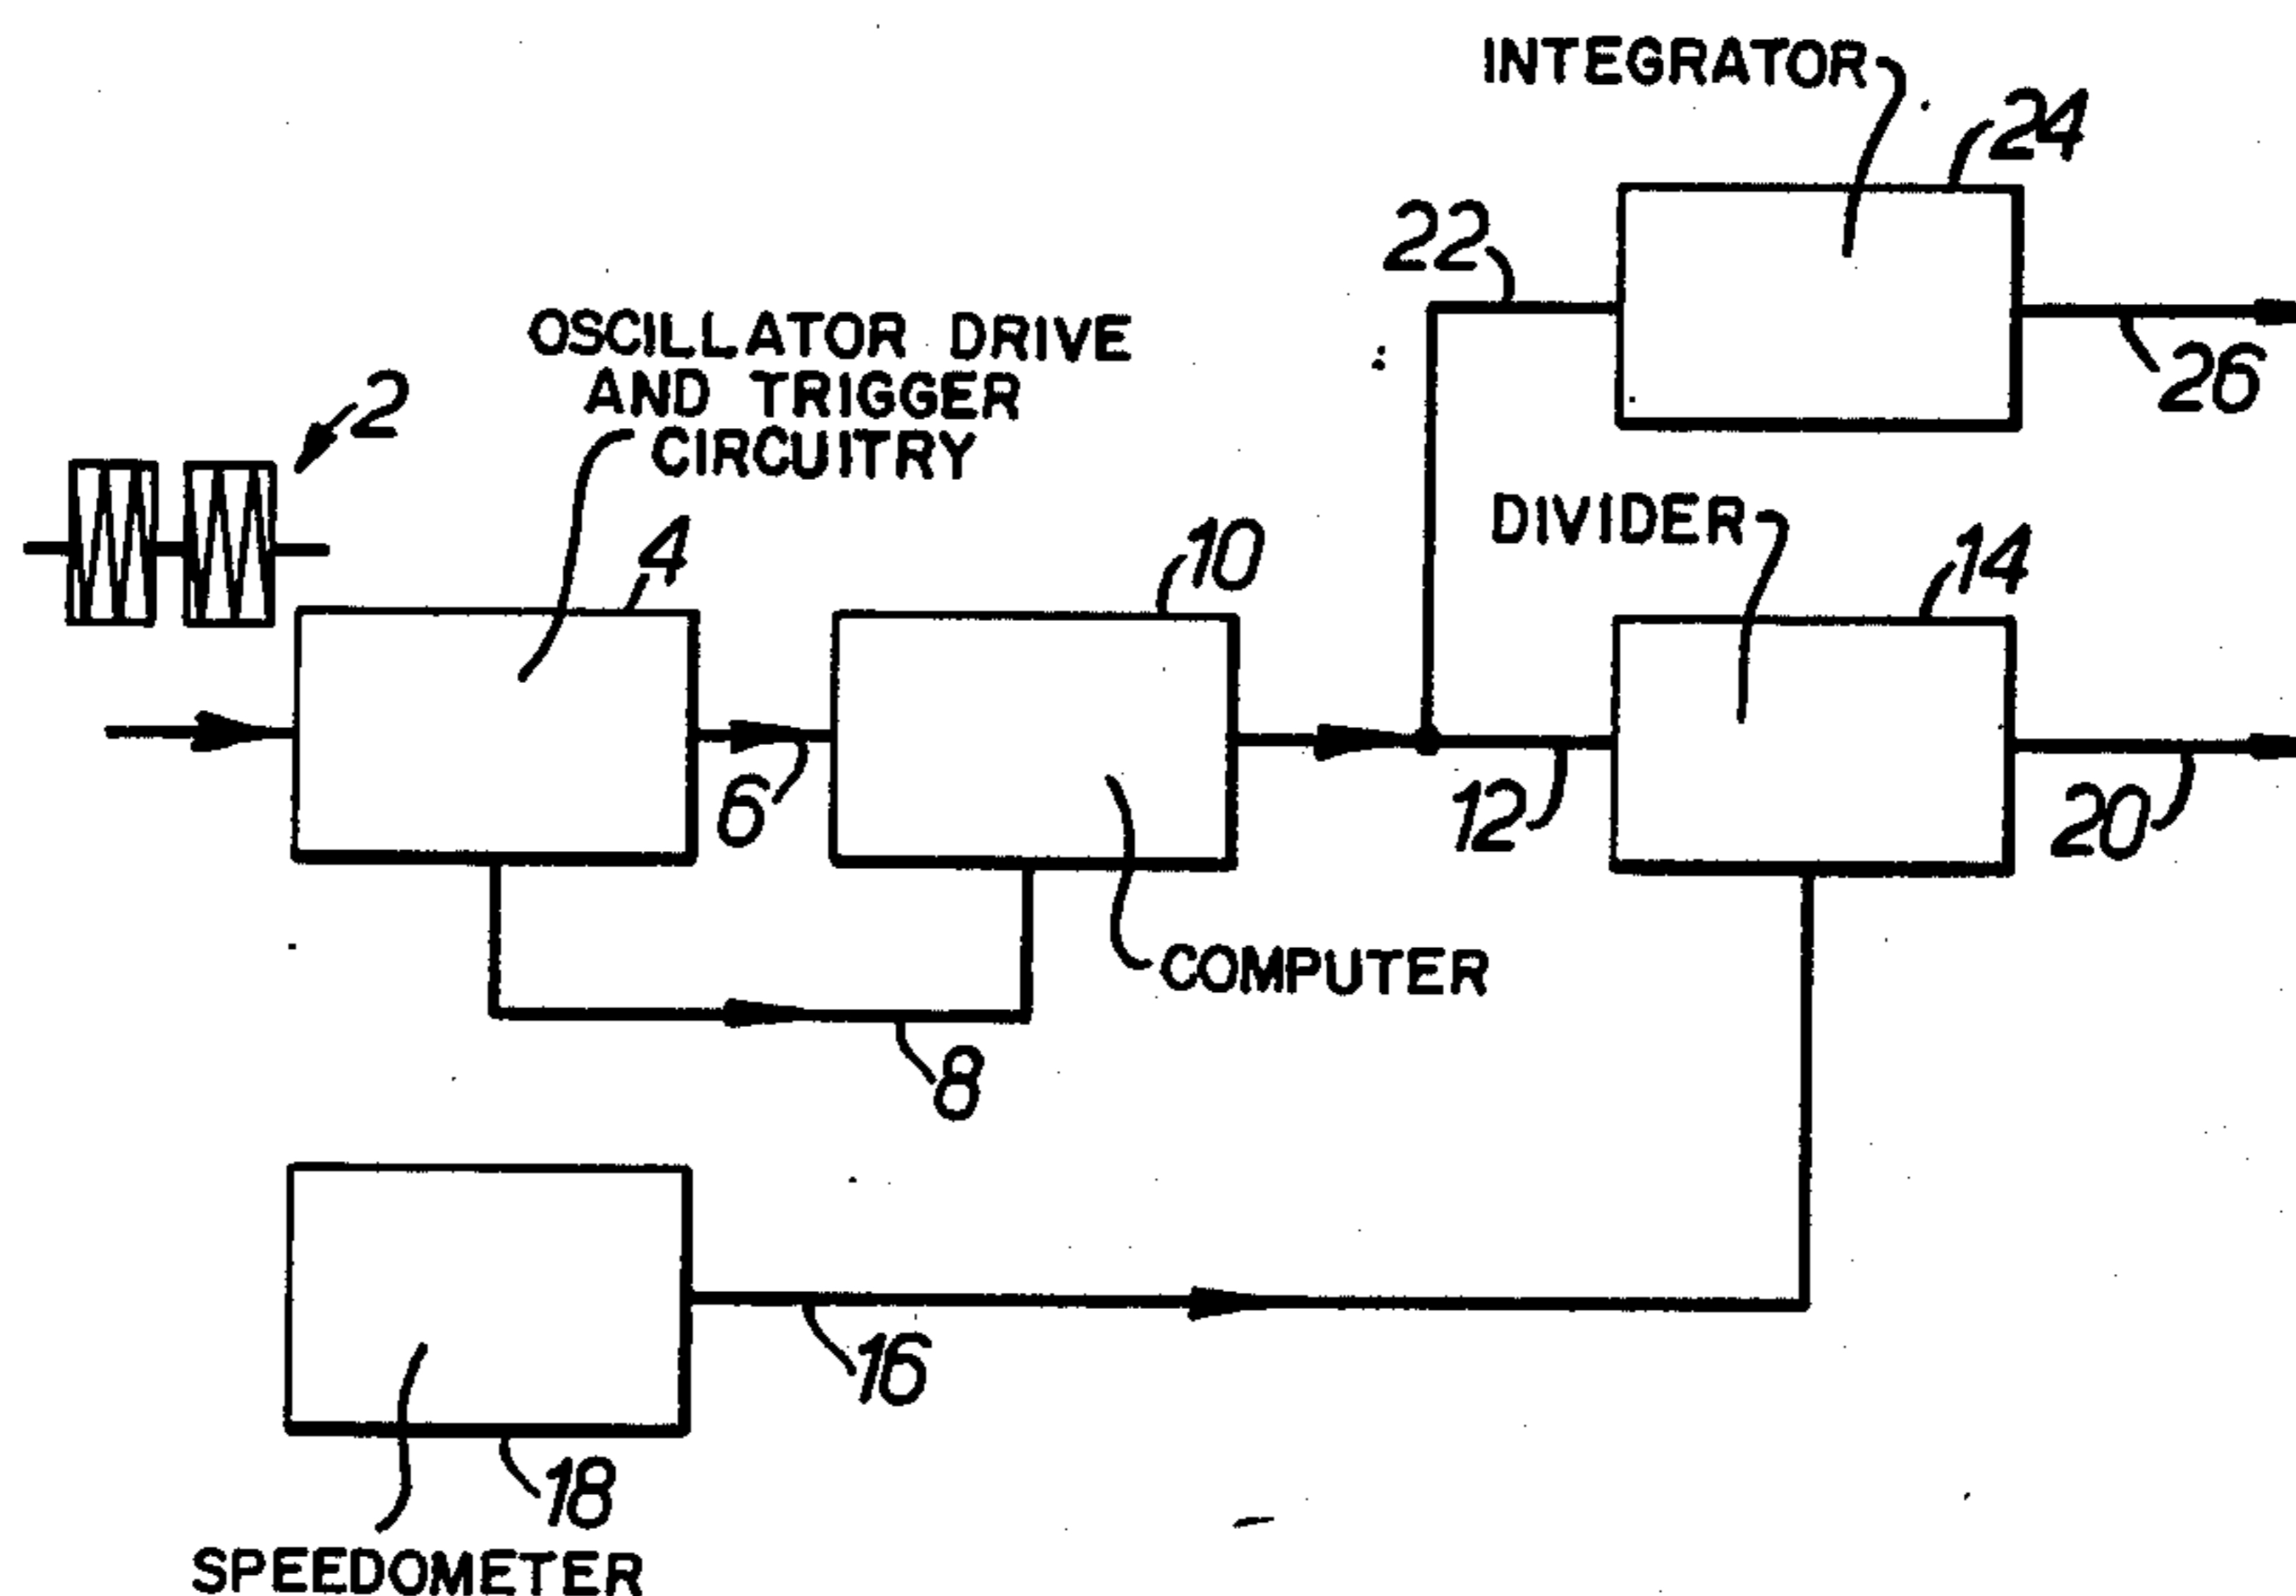 INTEGRATOR
24
22
OSCILLATOR DRIVE
AND TRIGGER
CIRCUITRY
26
2
DIVIDER
4
10
14
6
12
20
COMPUTER
8
16
18
SPEEDOMETER